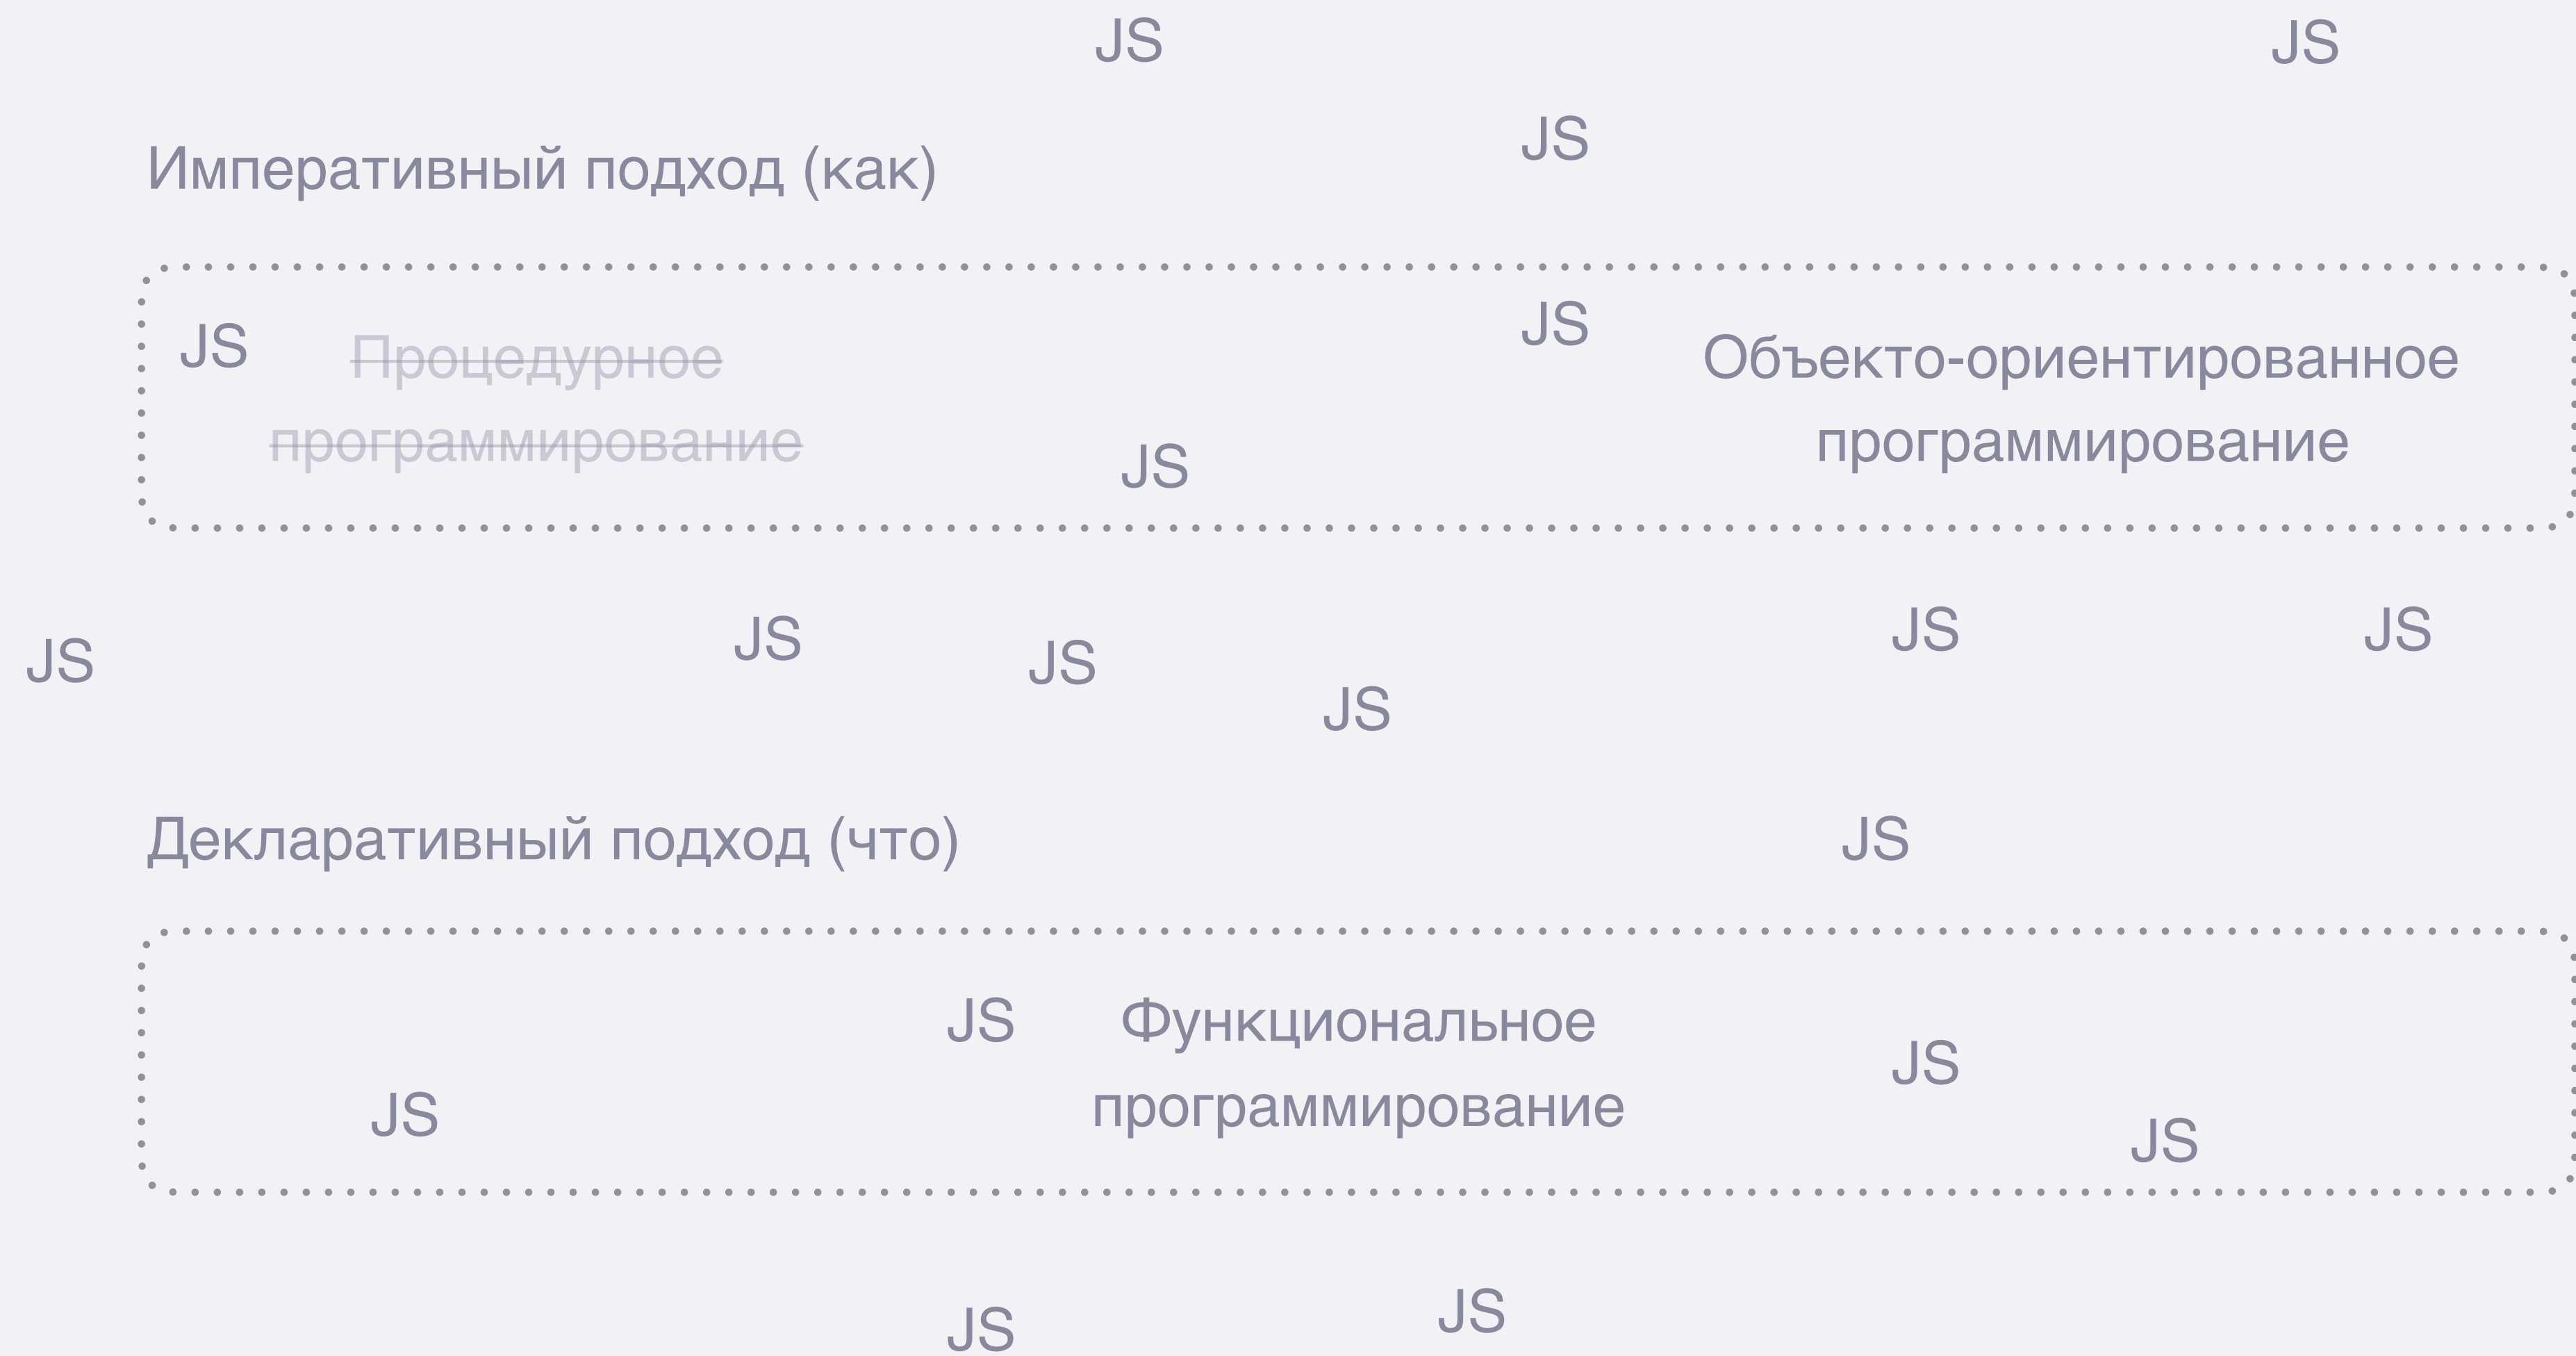 JS
JS
JS
Императивный подход (как)
JS
JS
Процедурное
программирование
Объекто-ориентированное
программирование
JS
JS
JS
JS
JS
JS
JS
JS
Декларативный подход (что)
JS
JS
Функциональное
программирование
JS
JS
JS
JS
JS